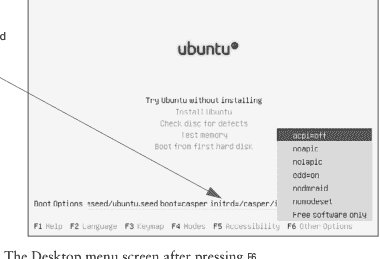 d
ubuntu
Try Ubuntu without installing
Install Ubuntu
Check disc for defects
Test memory
Boot from first hard disk
acpi=off
noapic
nolapic
edd=on
nodmraid
nomodeset
Free software only
Boot Options :seed/ubuntu.seed boot=casper initrd=/casper/i
F1 Help F2 Language F3 Keymap F4 Modes F5 Accessibility F6 Other Options
The Desktop menu screen after pressing F6